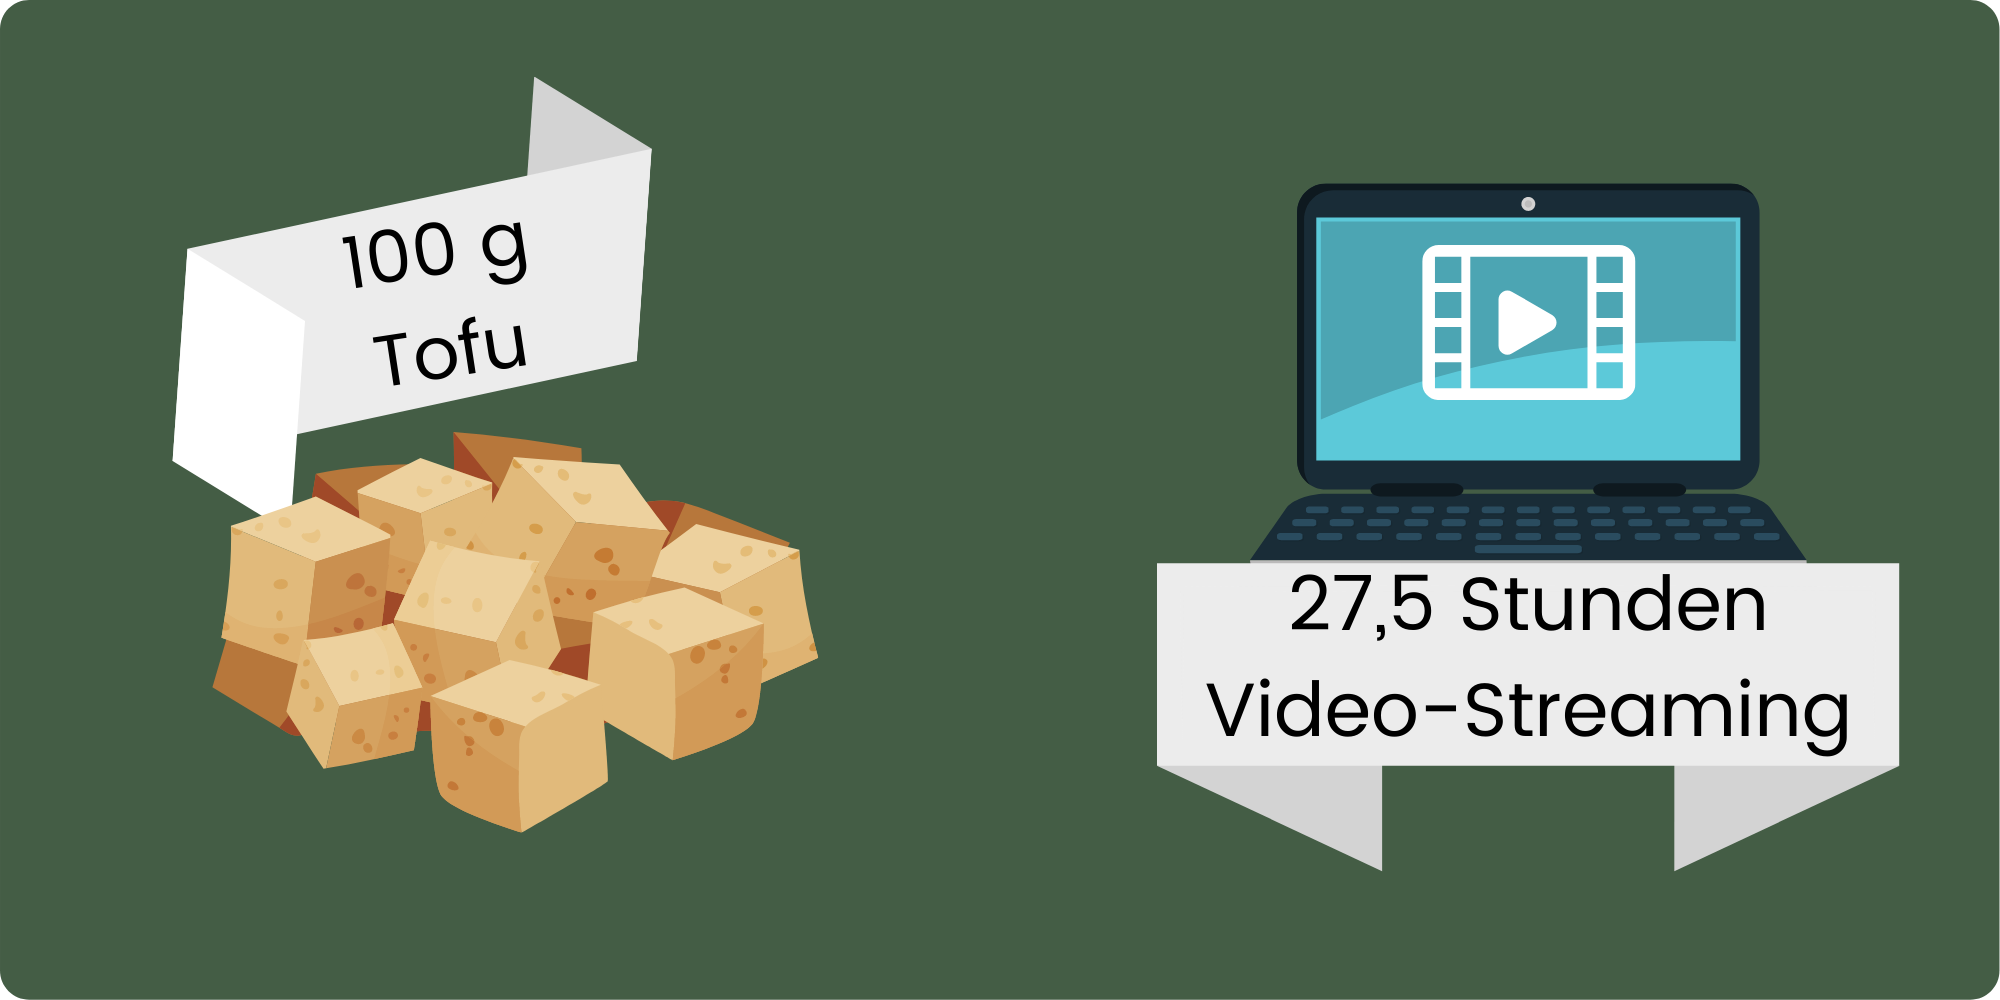 100 g
Tofu
27,5 Stunden
Video-Streaming